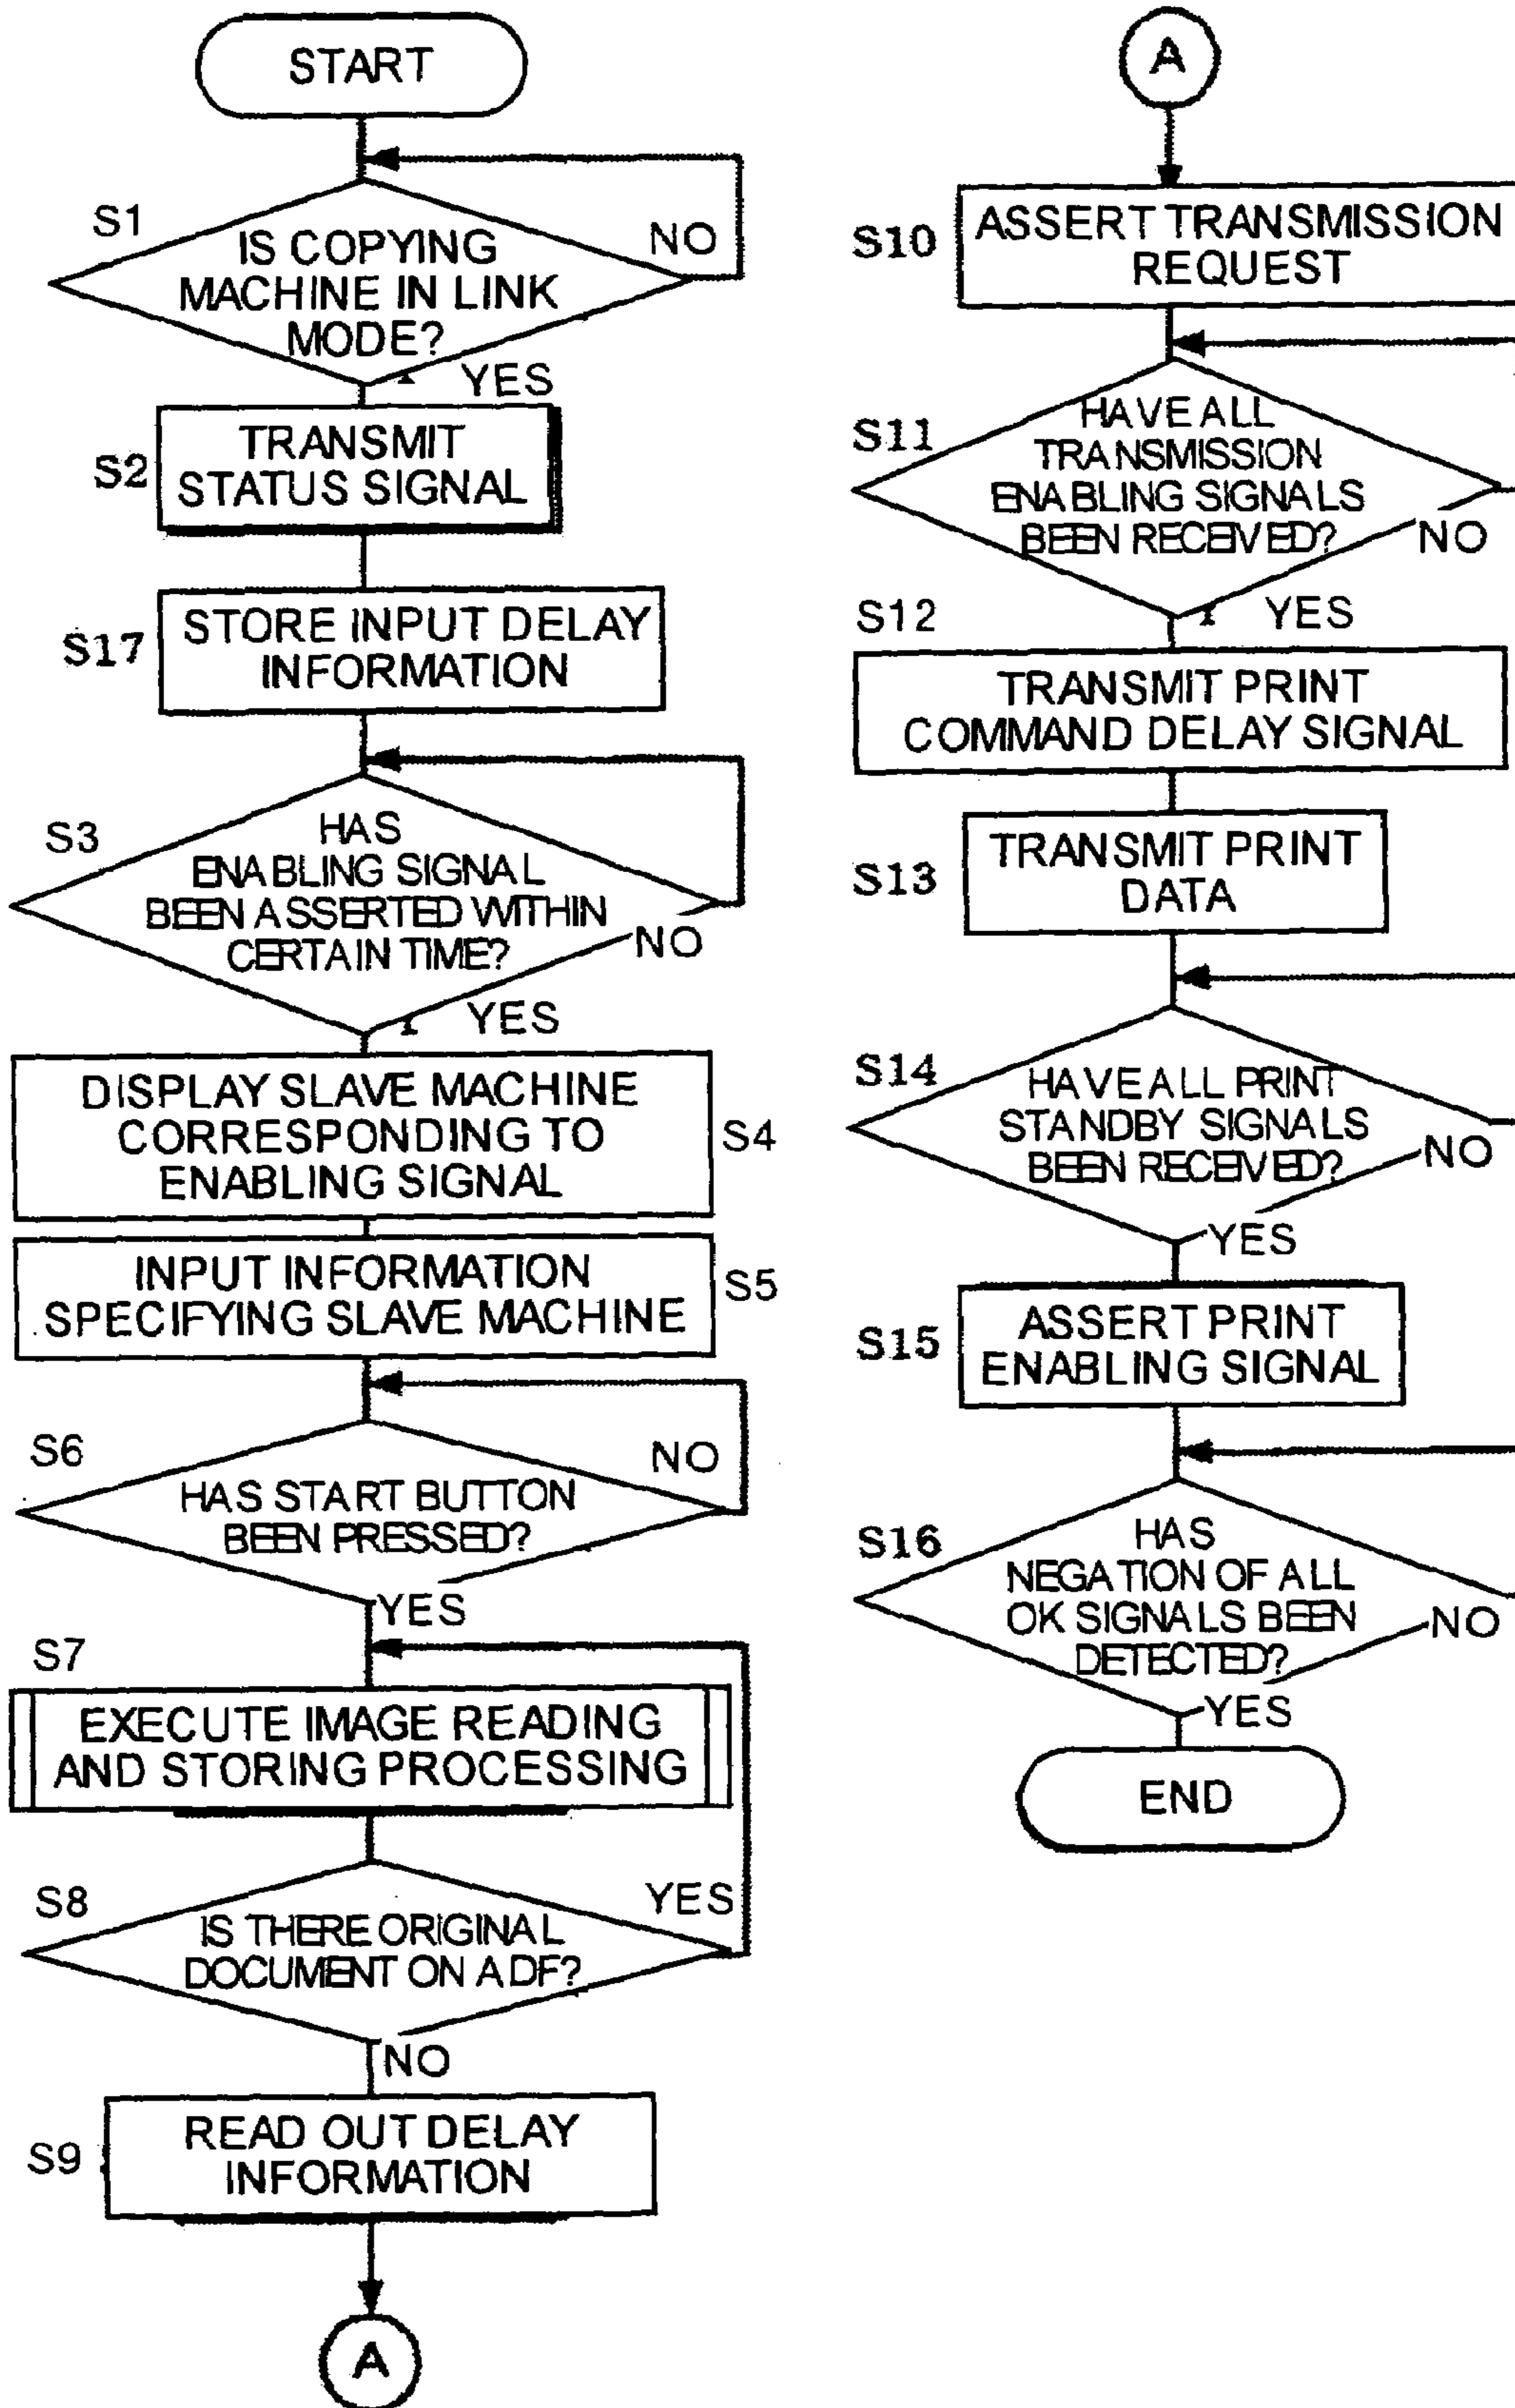 START
S1
IS COPYING
MACHINE IN LINK
MODE?
NO
YES
S2
TRANSMIT
STATUS SIGNAL
S17
STORE INPUT DELAY
INFORMATION
S3
HAS
ENABLING SIGNAL
BEEN ASSERTED WITHIN
CERTAIN TIME?
NO
YES
DISPLAY SLAVE MACHINE
CORRESPONDING TO
ENABLING SIGNAL
S4
INPUT INFORMATION
SPECIFYING SLAVE MACHINE
S5
S6
HAS START BUTTON
BEEN PRESSED?
NO
YES
S7
EXECUTE IMAGE READING
AND STORING PROCESSING
S8
IS THERE ORIGINAL
DOCUMENT ON ADF?
YES
NO
S9
READ OUT DELAY
INFORMATION
A
A
S10
ASSERT TRANSMISSION
REQUEST
S11
HAVE ALL
TRANSMISSION
ENABLING SIGNALS
BEEN RECEIVED?
NO
YES
S12
TRANSMIT PRINT
COMMAND DELAY SIGNAL
S13
TRANSMIT PRINT
DATA
S14
HAVE ALL PRINT
STANDBY SIGNALS
BEEN RECEIVED?
NO
YES
S15
ASSERT PRINT
ENABLING SIGNAL
S16
HAS
NEGATION OF ALL
OK SIGNALS BEEN
DETECTED?
NO
YES
END